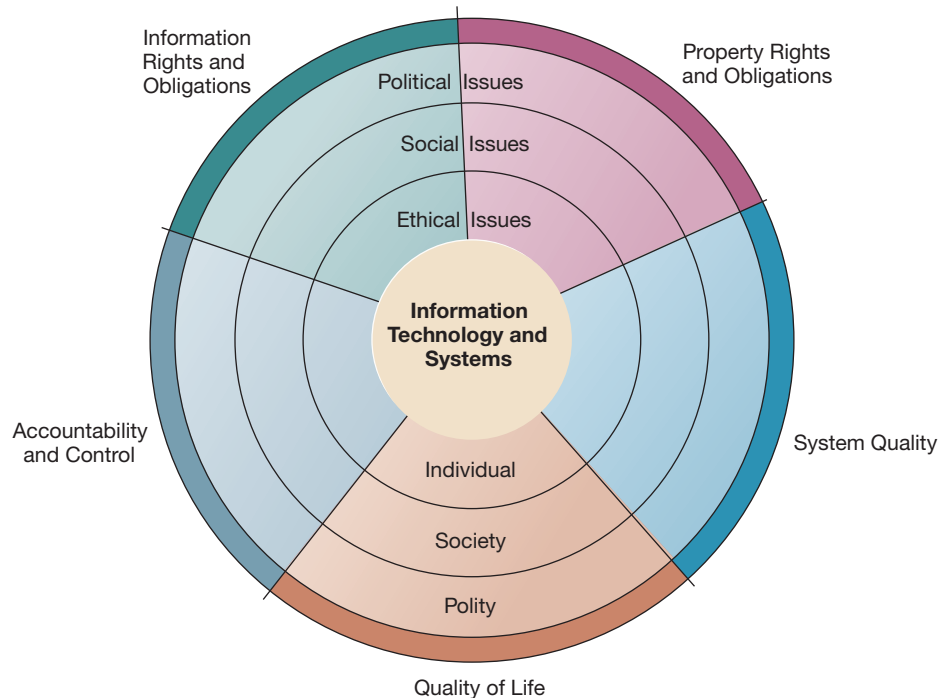 Information
Rights and
Obligations
Property Rights
and Obligations
Political Issues
Social Issues
Ethical Issues
Information
Technology and
Systems
Accountability
and Control
System Quality
Individual
Society
Polity
Quality of Life